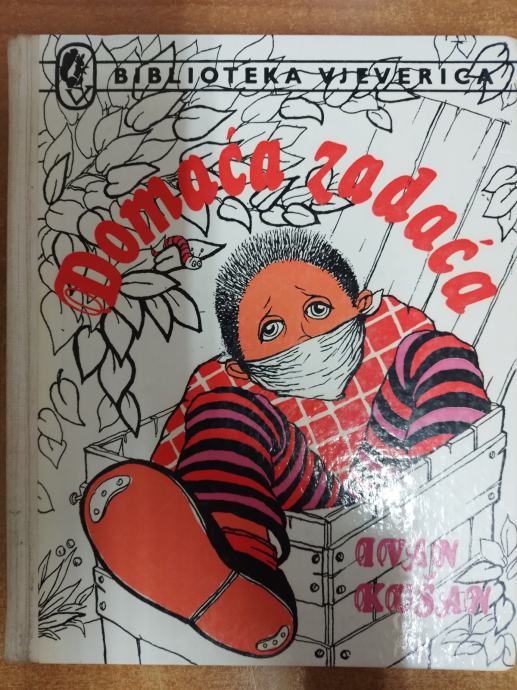 BIBLIOTEKA VJEVERICA
Domaća zadaća
IVAN
KUŠAN